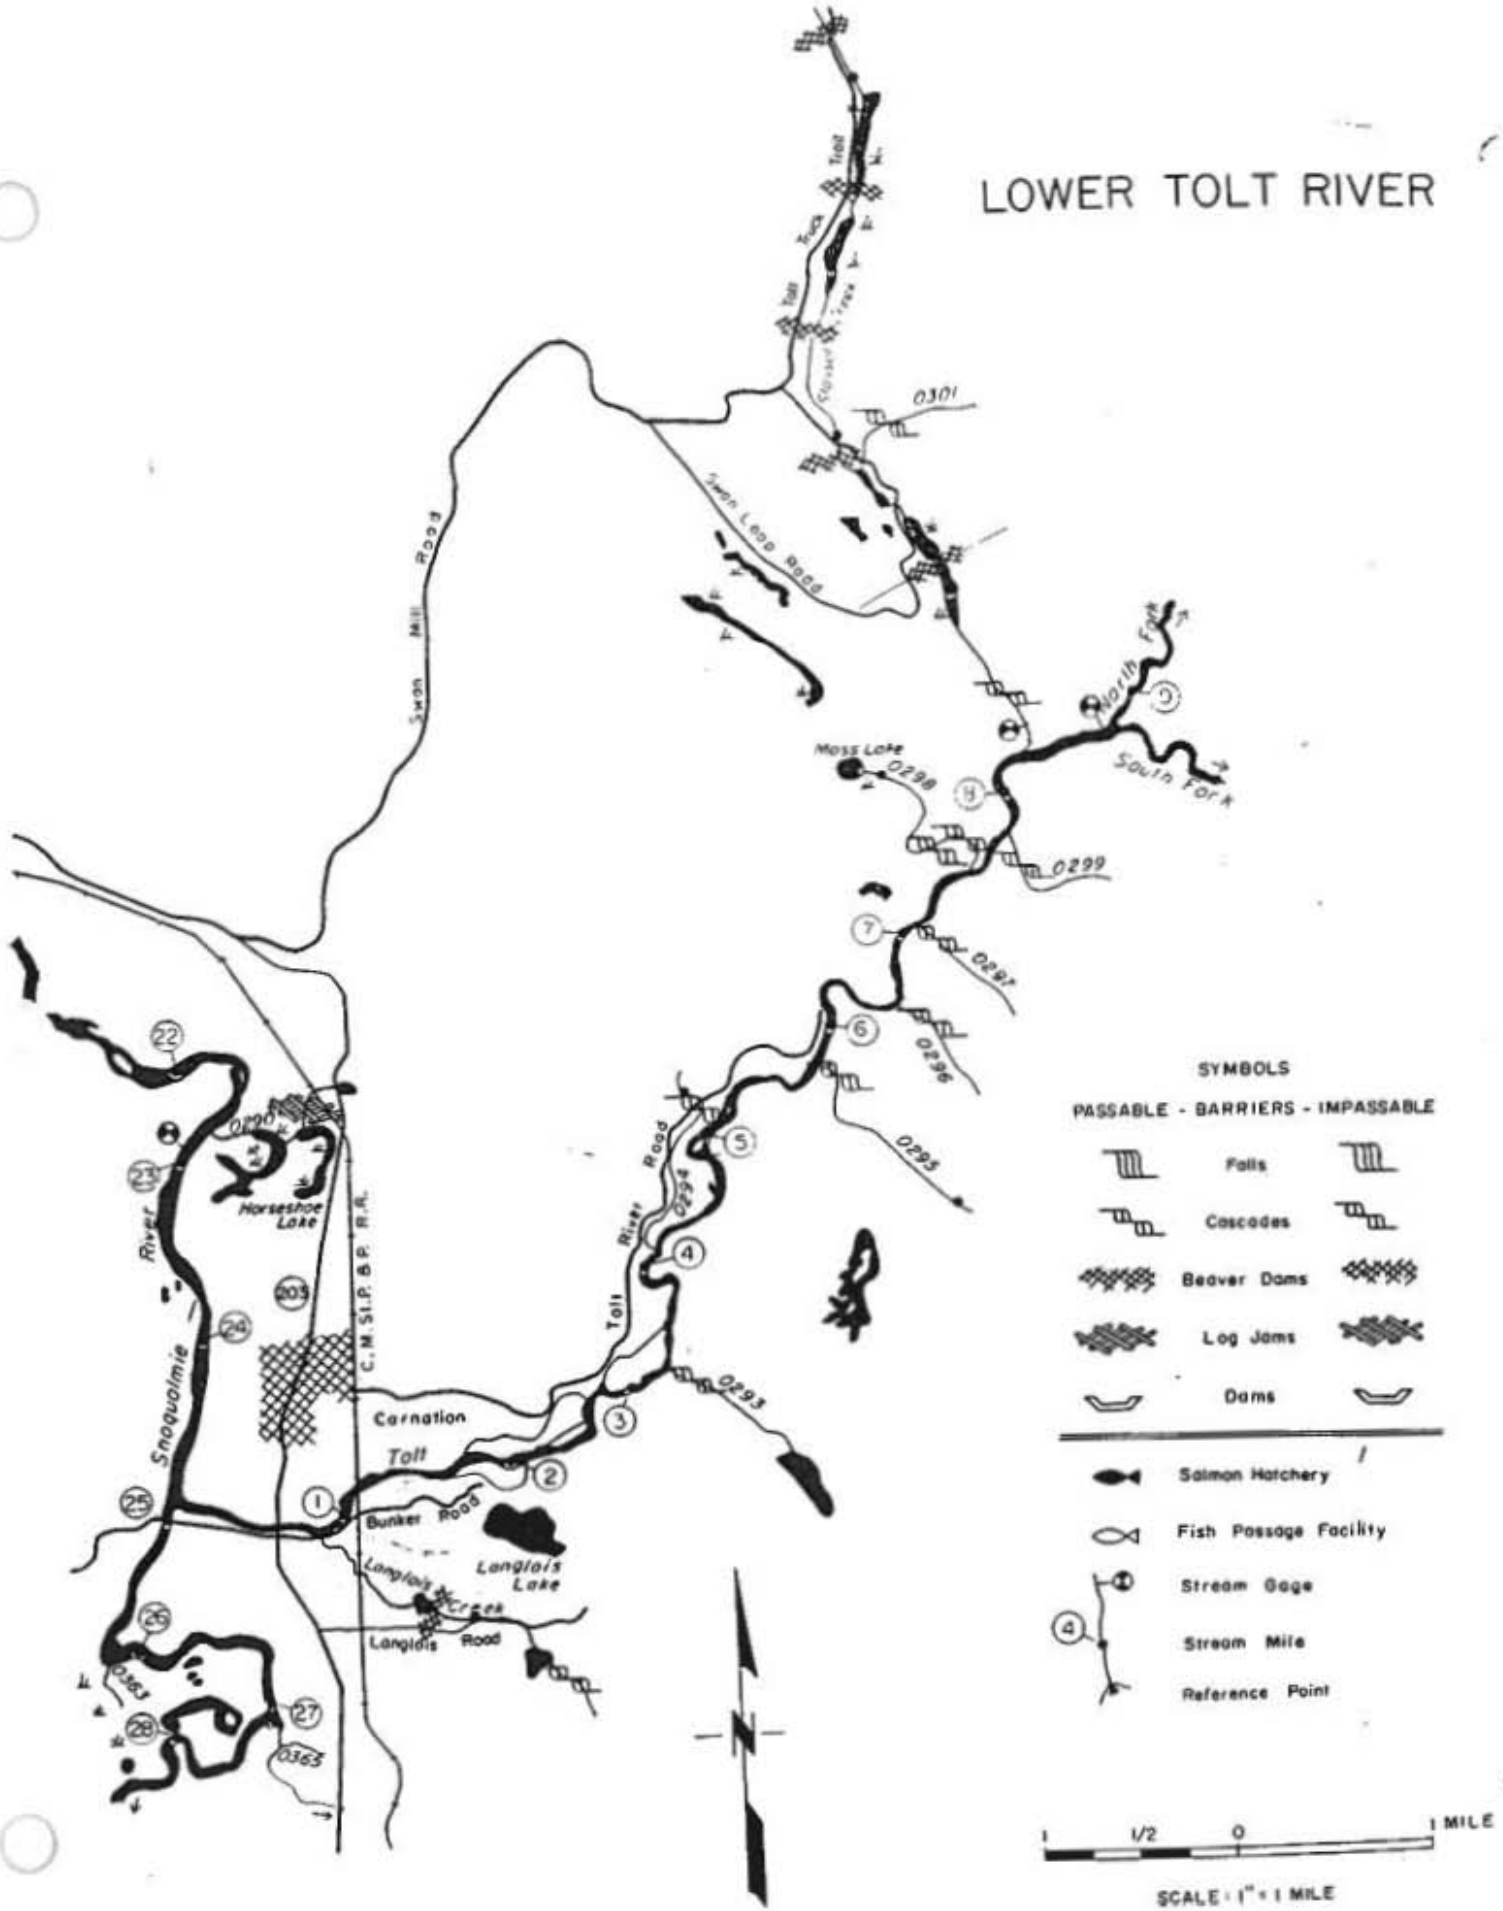 LOWER TOLT RIVER
Tolt Truck Trail
0301
Swan Loop Road
Swan Mill Road
North Fork
9
South Fork
Moss Lake
0298
8
0299
7
0297
6
0296
0295
5
Tolt River Road
0294
4
22
0290
23
Horseshoe
Lake
River
203
C.M.St.P. & P. R.R.
24
Snoqualmie
0293
3
Carnation
Tolt
2
25
1
Bunker Road
Langlois
Lake
Langlois Creek
Langlois Road
26
0363
27
28
0365
SYMBOLS
PASSABLE - BARRIERS - IMPASSABLE
Falls
Cascades
Beaver Dams
Log Jams
Dams
Salmon Hatchery
Fish Passage Facility
Stream Gage
4
Stream Mile
Reference Point
N
1 1/2 0 1 MILE
SCALE: 1" = 1 MILE